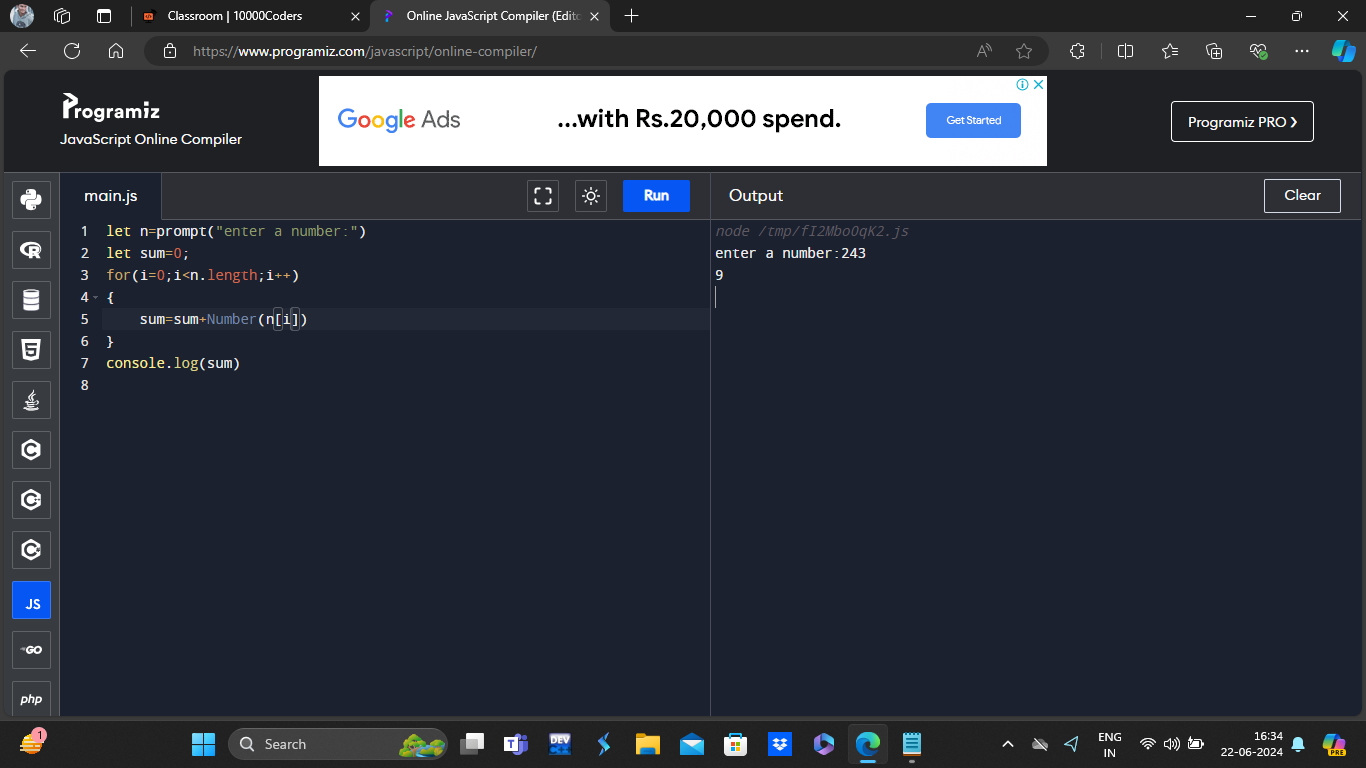 Classroom | 10000Coders
Online JavaScript Compiler (Edito
https://www.programiz.com/javascript/online-compiler/
Programiz
JavaScript Online Compiler
Google Ads
...with Rs.20,000 spend.
Get Started
Programiz PRO ❯
main.js
Run
Output
Clear
1 let n=prompt("enter a number:")
2 let sum=0;
3 for(i=0;i<n.length;i++)
4 {
5 sum=sum+Number(n[i])
6 }
7 console.log(sum)
8
node /tmp/fI2MboOqK2.js
enter a number:243
9
R
5
C
C
C
JS
GO
php
1
Search
DEV
ENG
IN
16:34
22-06-2024
PRE